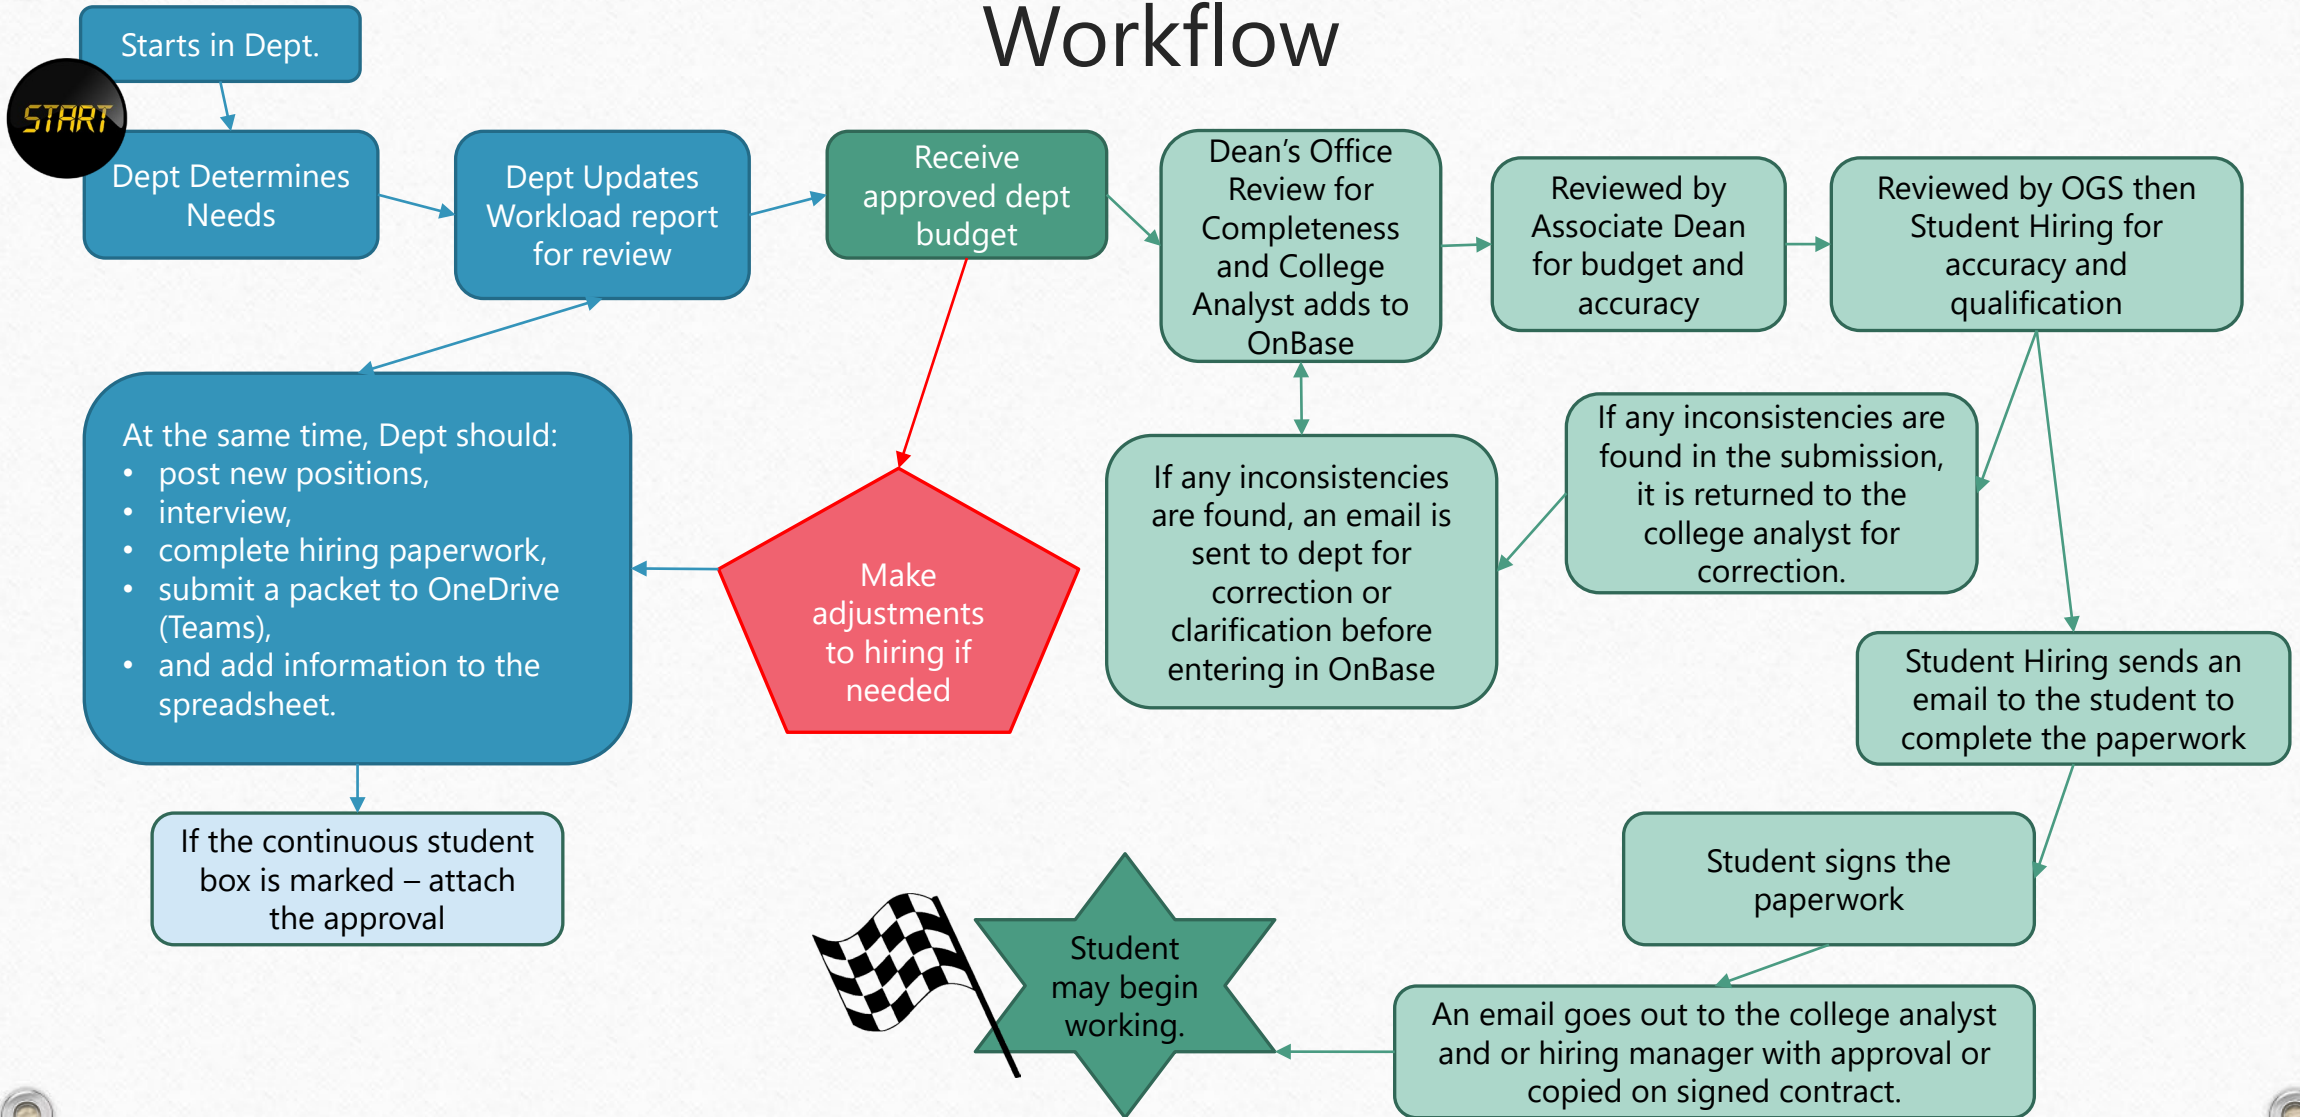 Workflow
Starts in Dept.
START
Dept Determines
Needs
Dept Updates
Workload report
for review
Receive
approved dept
budget
Dean’s Office
Review for
Completeness
and College
Analyst adds to
OnBase
Reviewed by
Associate Dean
for budget and
accuracy
Reviewed by OGS then
Student Hiring for
accuracy and
qualification
At the same time, Dept should:
• post new positions,
• interview,
• complete hiring paperwork,
• submit a packet to OneDrive
(Teams),
• and add information to the
spreadsheet.
Make
adjustments
to hiring if
needed
If any inconsistencies
are found, an email is
sent to dept for
correction or
clarification before
entering in OnBase
If any inconsistencies are
found in the submission,
it is returned to the
college analyst for
correction.
Student Hiring sends an
email to the student to
complete the paperwork
If the continuous student
box is marked – attach
the approval
Student signs the
paperwork
Student
may begin
working.
An email goes out to the college analyst
and or hiring manager with approval or
copied on signed contract.